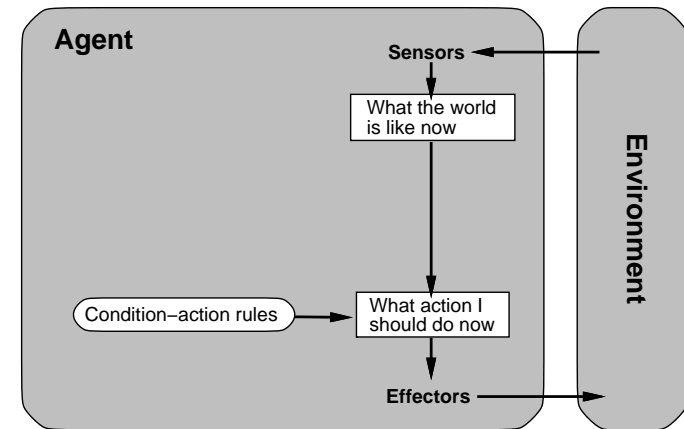 Agent
Sensors
What the world
is like now
Environment
Condition−action rules
What action I
should do now
Effectors